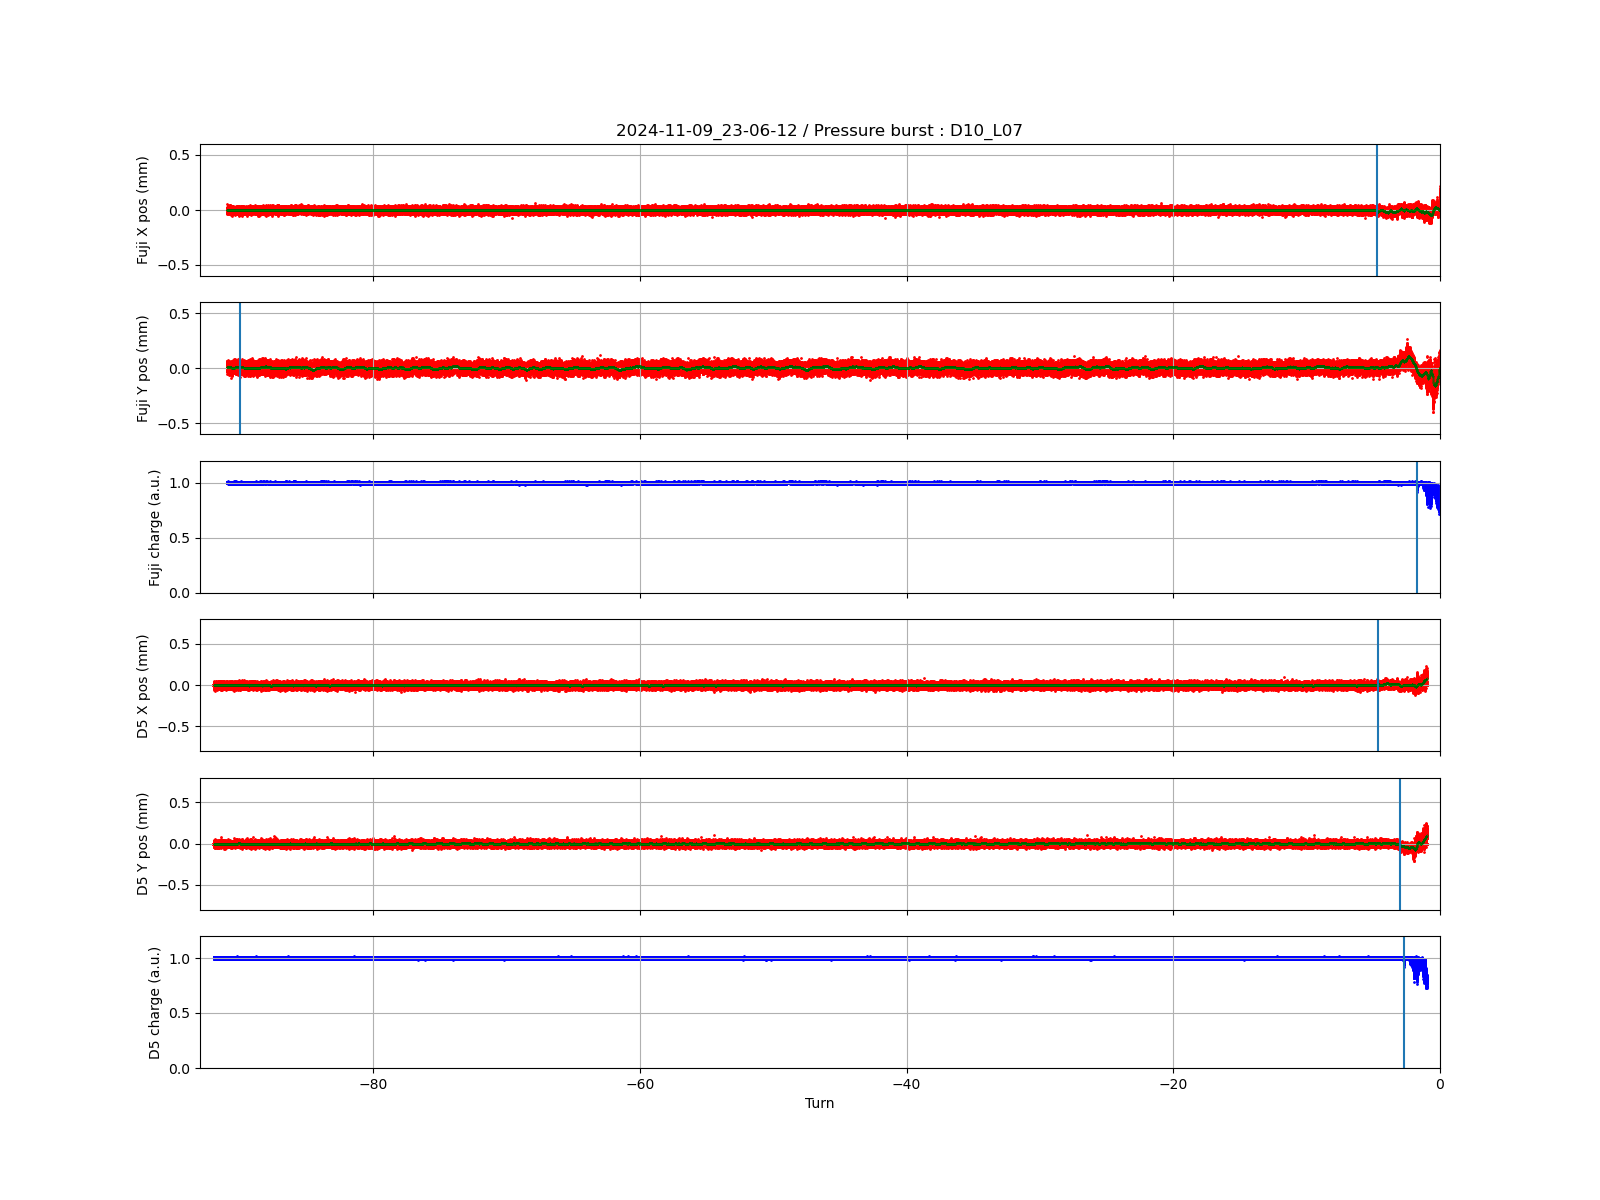 2024-11-09_23-06-12 / Pressure burst : D10_L07
Fuji X pos (mm)
0.5
0.0
−0.5
Fuji Y pos (mm)
0.5
0.0
−0.5
Fuji charge (a.u.)
1.0
0.5
0.0
D5 X pos (mm)
0.5
0.0
−0.5
D5 Y pos (mm)
0.5
0.0
−0.5
D5 charge (a.u.)
1.0
0.5
0.0
−80 −60 −40 −20 0
Turn